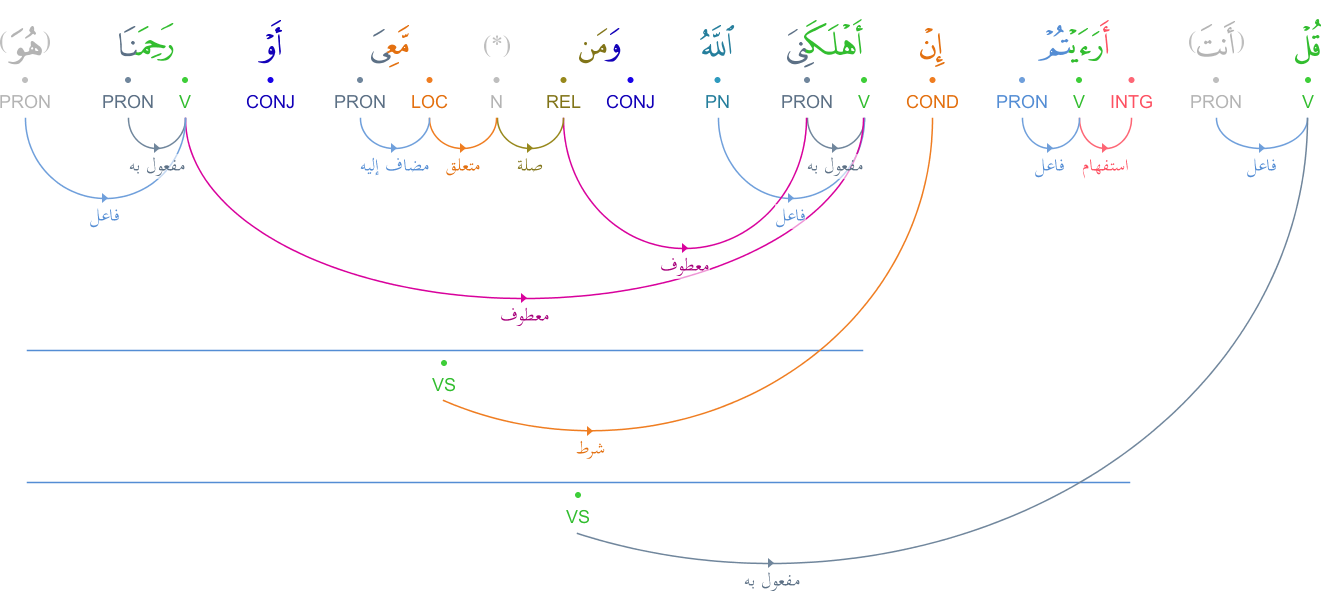 قُلْ (أَنتَ) أَرَءَيْتُمْ إِنْ أَهْلَكَنِىَ ٱللَّهُ وَمَن (*) مَّعِىَ أَوْ رَحِمَنَا (هُوَ)
V PRON INTG V PRON COND V PRON PN CONJ REL N LOC PRON CONJ V PRON PRON
فاعل استفهام فاعل مفعول به صلة متعلق مضاف إليه مفعول به
فاعل فاعل
معطوف
معطوف
VS
شرط
VS
مفعول به